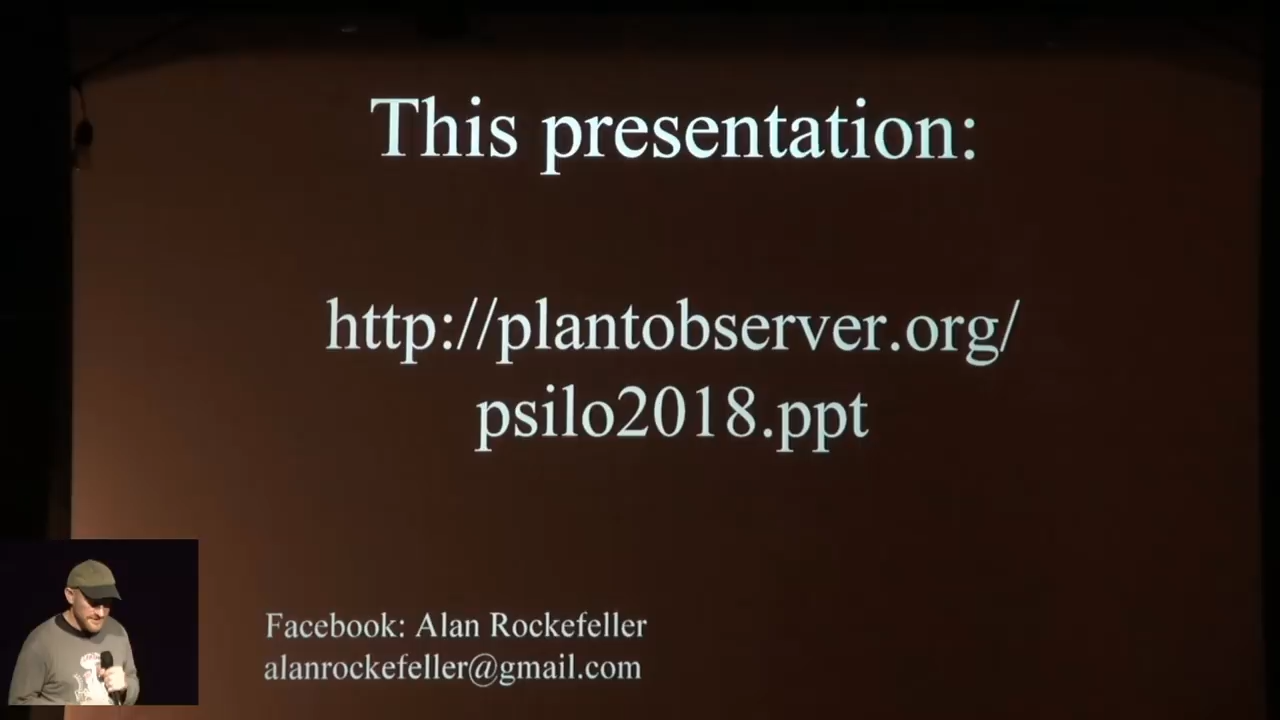 This presentation:
http://plantobserver.org/
psilo2018.ppt
Facebook: Alan Rockefeller
alanrockefeller@gmail.com